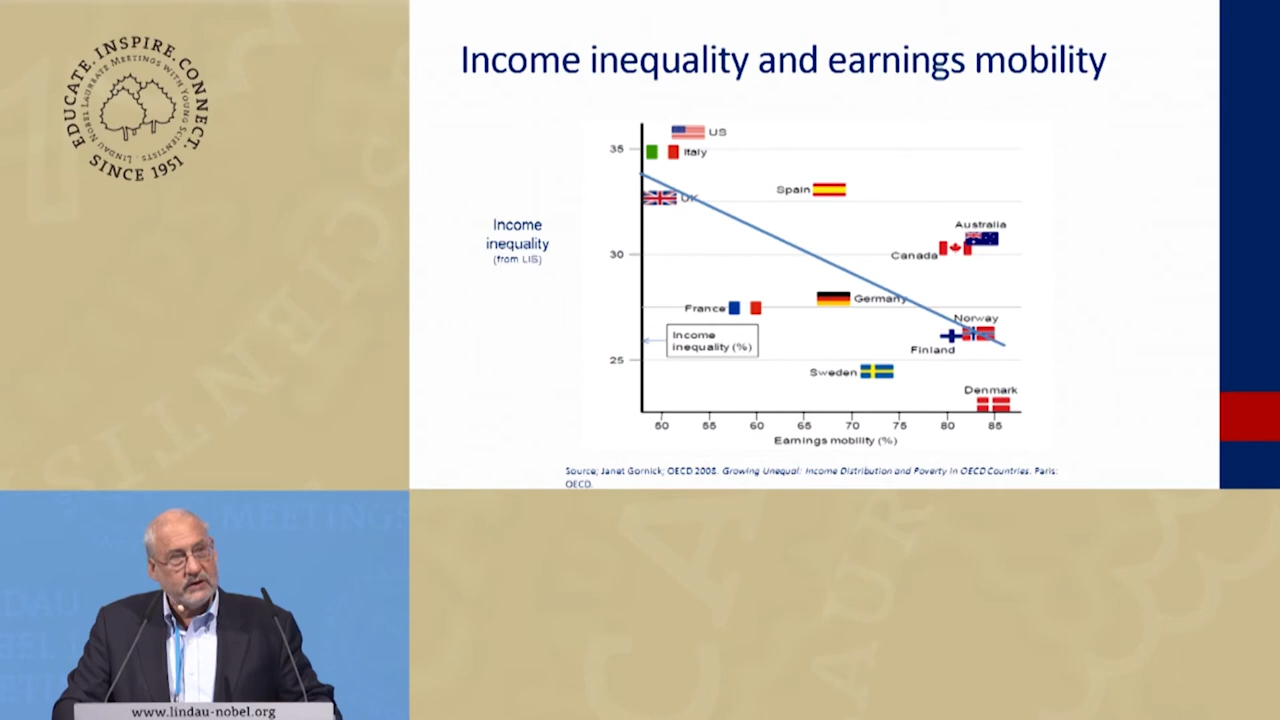 EDUCATE. INSPIRE. CONNECT.
LINDAU NOBEL LAUREATE MEETINGS WITH YOUNG SCIENTISTS
SINCE 1951
Income inequality and earnings mobility
Income
inequality
(from LIS)
US
35
Italy
Spain
UK
Australia
30
Canada
Germany
France
Norway
Income
inequality (%)
Finland
25
Sweden
Denmark
50 55 60 65 70 75 80 85
Earnings mobility (%)
Source; Janet Gornick; OECD 2008. Growing Unequal: Income Distribution and Poverty in OECD Countries. Paris:
OECD.
MEETINGS
www.lindau-nobel.org